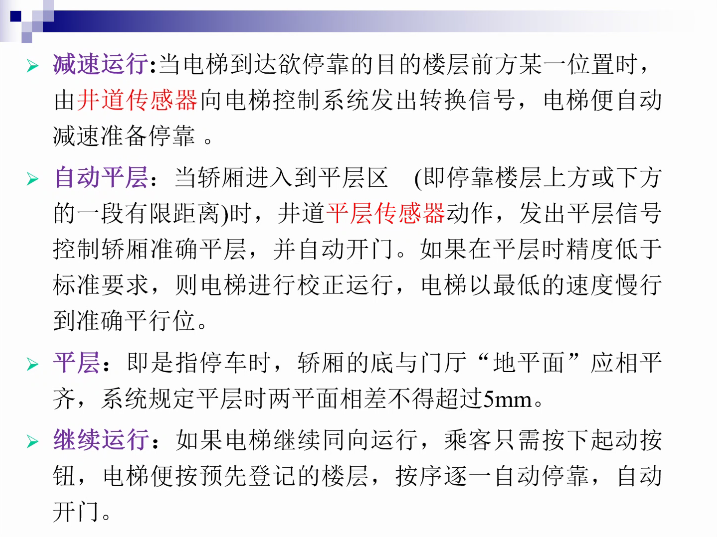 减速运行:当电梯到达欲停靠的目的楼层前方某一位置时，
由井道传感器向电梯控制系统发出转换信号，电梯便自动
减速准备停靠 。
自动平层：当轿厢进入到平层区 (即停靠楼层上方或下方
的一段有限距离)时，井道平层传感器动作，发出平层信号
控制轿厢准确平层，并自动开门。如果在平层时精度低于
标准要求，则电梯进行校正运行，电梯以最低的速度慢行
到准确平行位。
平层：即是指停车时，轿厢的底与门厅“地平面”应相平
齐，系统规定平层时两平面相差不得超过5mm。
继续运行：如果电梯继续同向运行，乘客只需按下起动按
钮，电梯便按预先登记的楼层，按序逐一自动停靠，自动
开门。